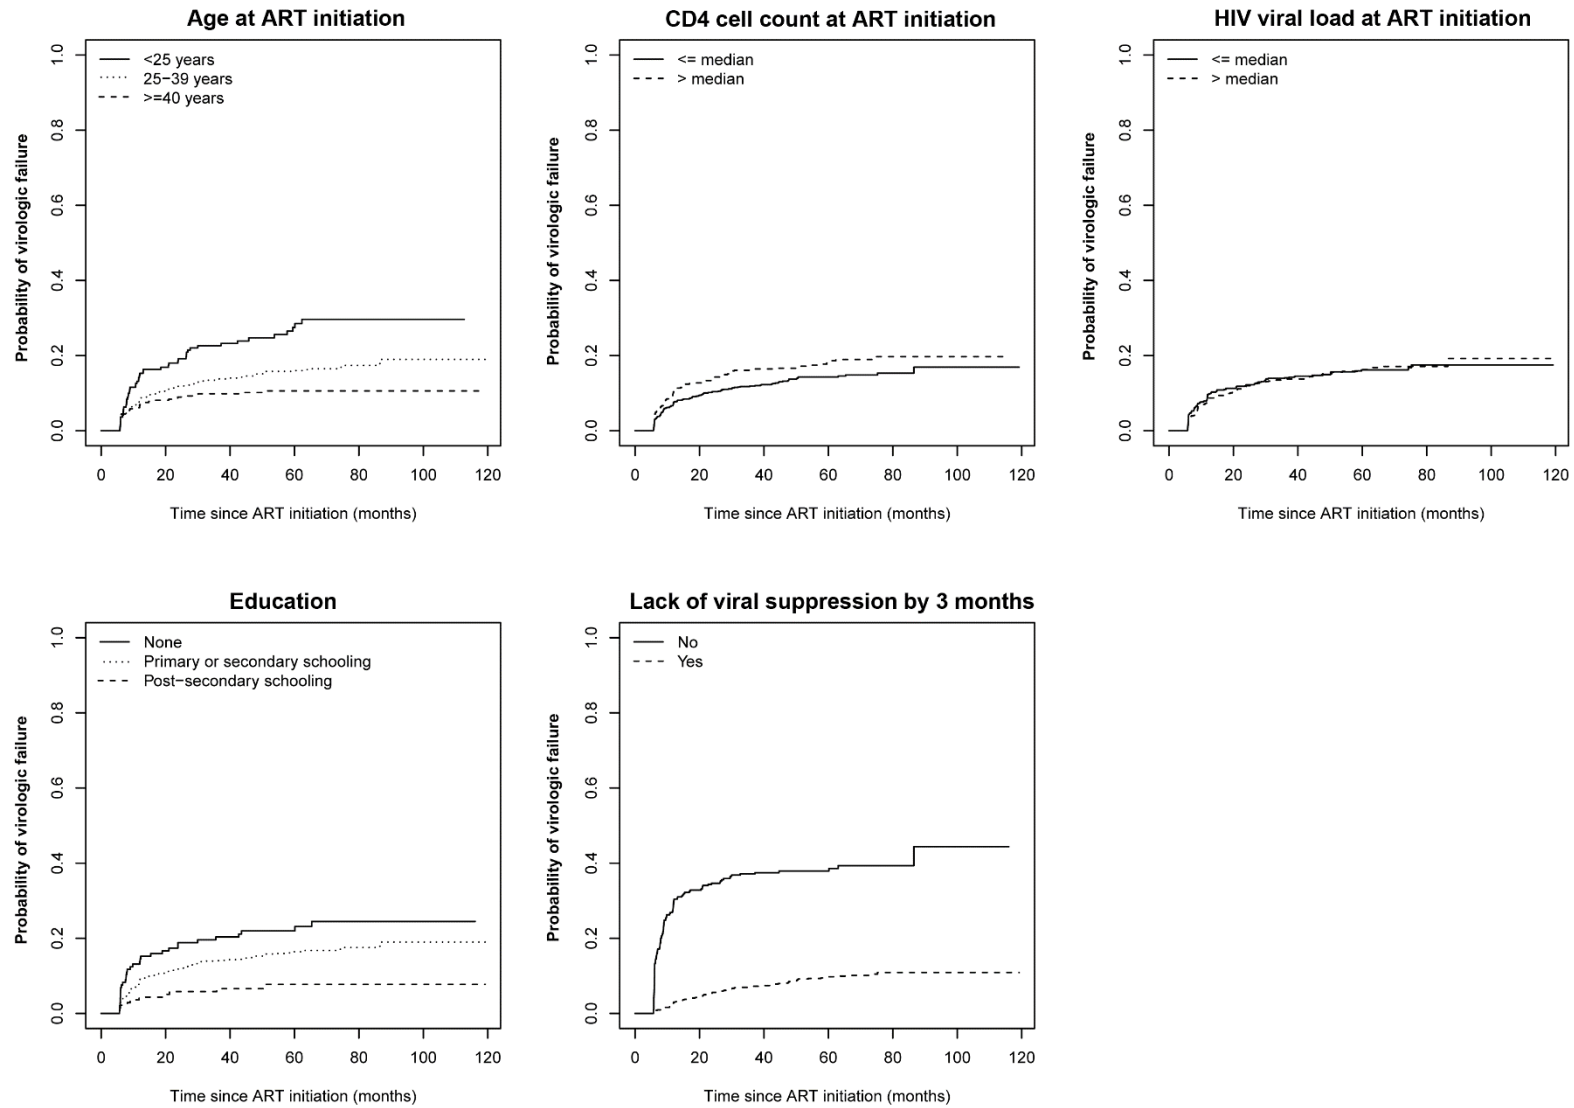 Age at ART initiation
<25 years
25−39 years
>=40 years
Probability of virologic failure
1.0
0.8
0.6
0.4
0.2
0.0
0 20 40 60 80 100 120
Time since ART initiation (months)
CD4 cell count at ART initiation
<= median
> median
Probability of virologic failure
1.0
0.8
0.6
0.4
0.2
0.0
0 20 40 60 80 100 120
Time since ART initiation (months)
HIV viral load at ART initiation
<= median
> median
Probability of virologic failure
1.0
0.8
0.6
0.4
0.2
0.0
0 20 40 60 80 100 120
Time since ART initiation (months)
Education
None
Primary or secondary schooling
Post−secondary schooling
Probability of virologic failure
1.0
0.8
0.6
0.4
0.2
0.0
0 20 40 60 80 100 120
Time since ART initiation (months)
Lack of viral suppression by 3 months
No
Yes
Probability of virologic failure
1.0
0.8
0.6
0.4
0.2
0.0
0 20 40 60 80 100 120
Time since ART initiation (months)